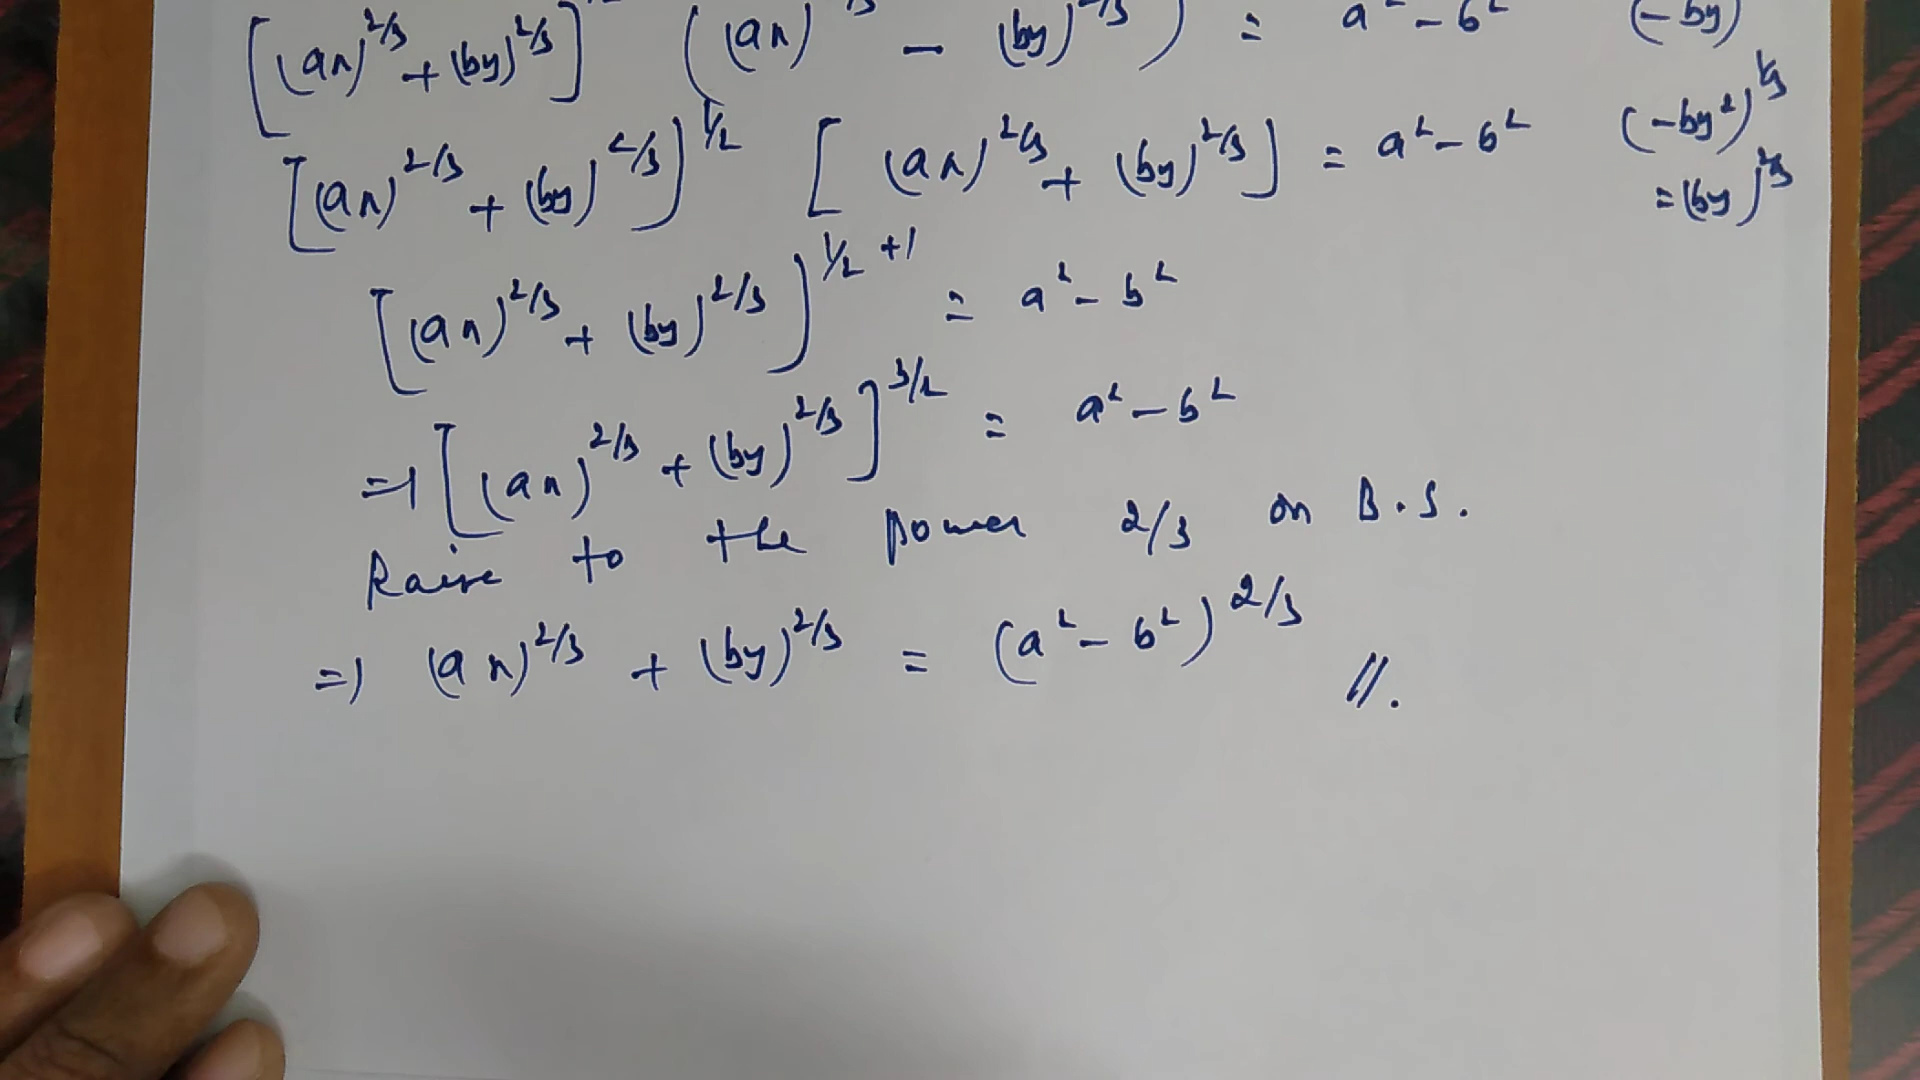 [(ax)^2/3 + (by)^2/3] ((ax) − (by)^2/3) = a² − b² (−by)
[(ax)^2/3 + (by)^2/3]^1/2 [(ax)^2/3 + (by)^2/3] = a² − b² (−by²)^1/3
= (by)^2/3
[(ax)^2/3 + (by)^2/3)^1/2 +1 = a² − b²
⇒ [(ax)^2/3 + (by)^2/3]^3/2 = a² − b²
Raise to the power 2/3 on B.S.
⇒ (ax)^2/3 + (by)^2/3 = (a² − b²)^2/3 //.